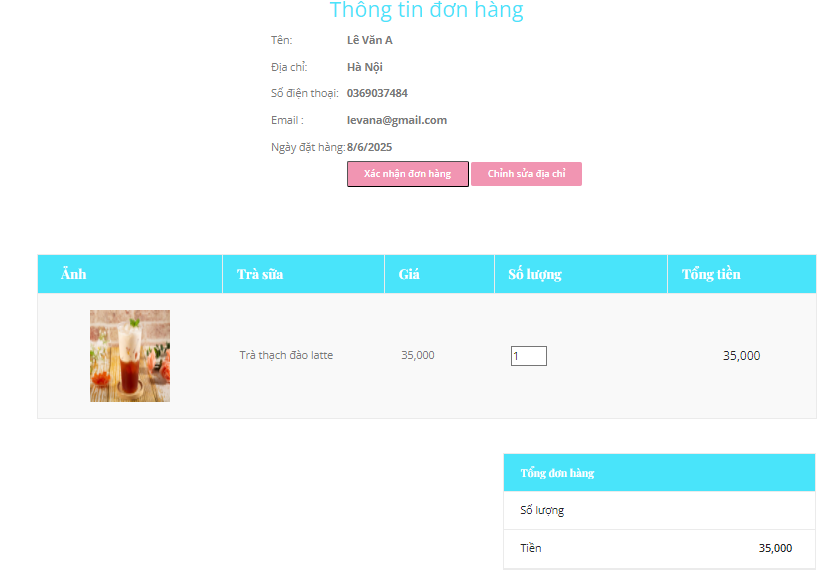 Thông tin đơn hàng
Tên: Lê Văn A
Địa chỉ: Hà Nội
Số điện thoại: 0369037484
Email : levana@gmail.com
Ngày đặt hàng: 8/6/2025
Xác nhận đơn hàng Chỉnh sửa địa chỉ
Ảnh Trà sữa Giá Số lượng Tổng tiền
Trà thạch đào latte 35,000 1 35,000
Tổng đơn hàng
Số lượng
Tiền 35,000